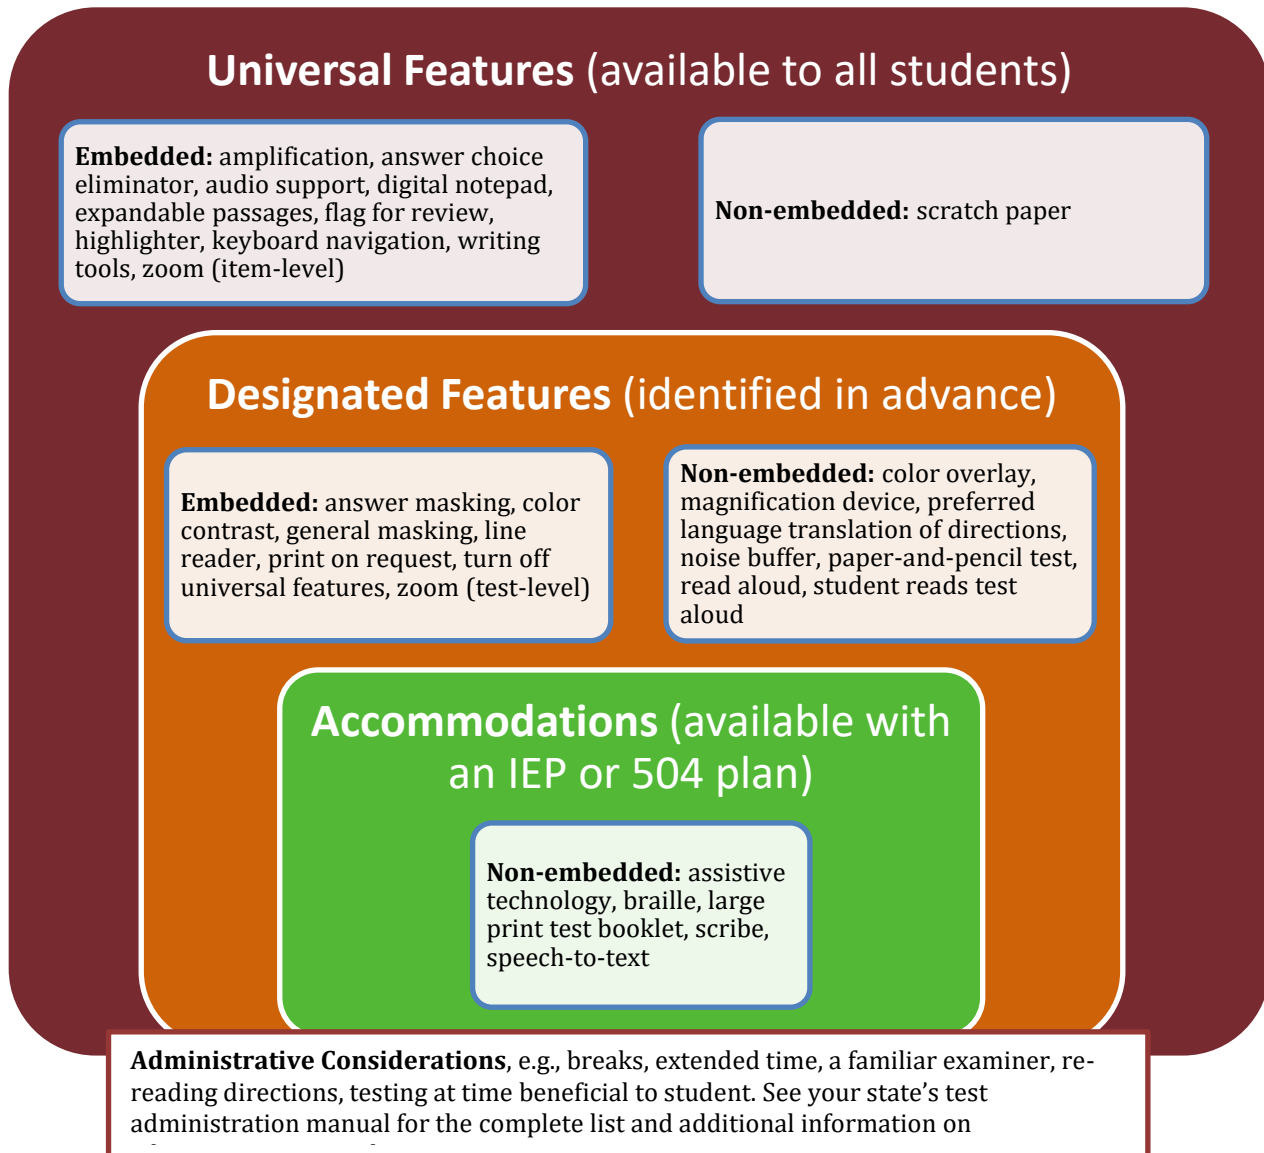 Universal Features (available to all students)
Embedded: amplification, answer choice
eliminator, audio support, digital notepad,
expandable passages, flag for review,
highlighter, keyboard navigation, writing
tools, zoom (item-level)
Non-embedded: scratch paper
Designated Features (identified in advance)
Embedded: answer masking, color
contrast, general masking, line
reader, print on request, turn off
universal features, zoom (test-level)
Non-embedded: color overlay,
magnification device, preferred
language translation of directions,
noise buffer, paper-and-pencil test,
read aloud, student reads test
aloud
Accommodations (available with
an IEP or 504 plan)
Non-embedded: assistive
technology, braille, large
print test booklet, scribe,
speech-to-text
Administrative Considerations, e.g., breaks, extended time, a familiar examiner, re-
reading directions, testing at time beneficial to student. See your state's test
administration manual for the complete list and additional information on